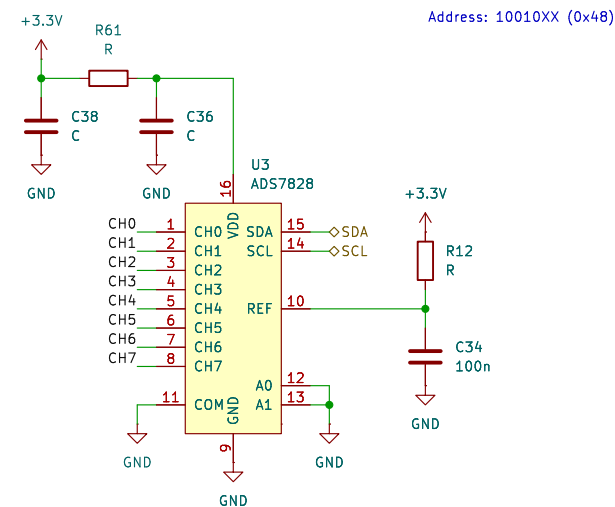 Address: 10010XX (0x48)
+3.3V
R61
R
C38
C
C36
C
GND
GND
U3
ADS7828
16
VDD
+3.3V
CH0 1 CH0
CH1 2 CH1
CH2 3 CH2
CH3 4 CH3
CH4 5 CH4
CH5 6 CH5
CH6 7 CH6
CH7 8 CH7
11 COM
GND
9
SDA 15 SDA
SCL 14 SCL
REF 10
A0 12
A1 13
R12
R
C34
100n
GND
GND
GND
GND